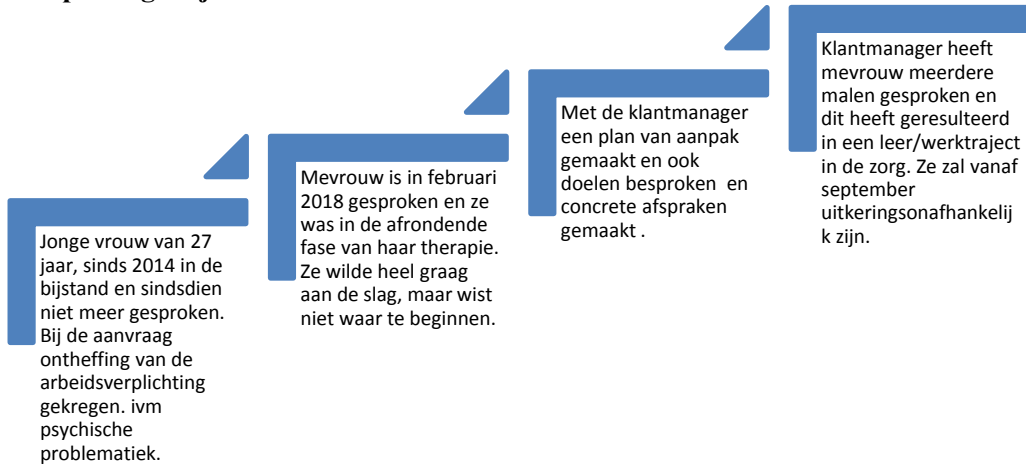 Jonge vrouw van 27
jaar, sinds 2014 in de
bijstand en sindsdien
niet meer gesproken.
Bij de aanvraag
ontheffing van de
arbeidsverplichting
gekregen. ivm
psychische
problematiek.
Mevrouw is in februari
2018 gesproken en ze
was in de afrondende
fase van haar therapie.
Ze wilde heel graag
aan de slag, maar wist
niet waar te beginnen.
Met de klantmanager
een plan van aanpak
gemaakt en ook
doelen besproken en
concrete afspraken
gemaakt .
Klantmanager heeft
mevrouw meerdere
malen gesproken en
dit heeft geresulteerd
in een leer/werktraject
in de zorg. Ze zal vanaf
september
uitkeringsonafhankelij
k zijn.